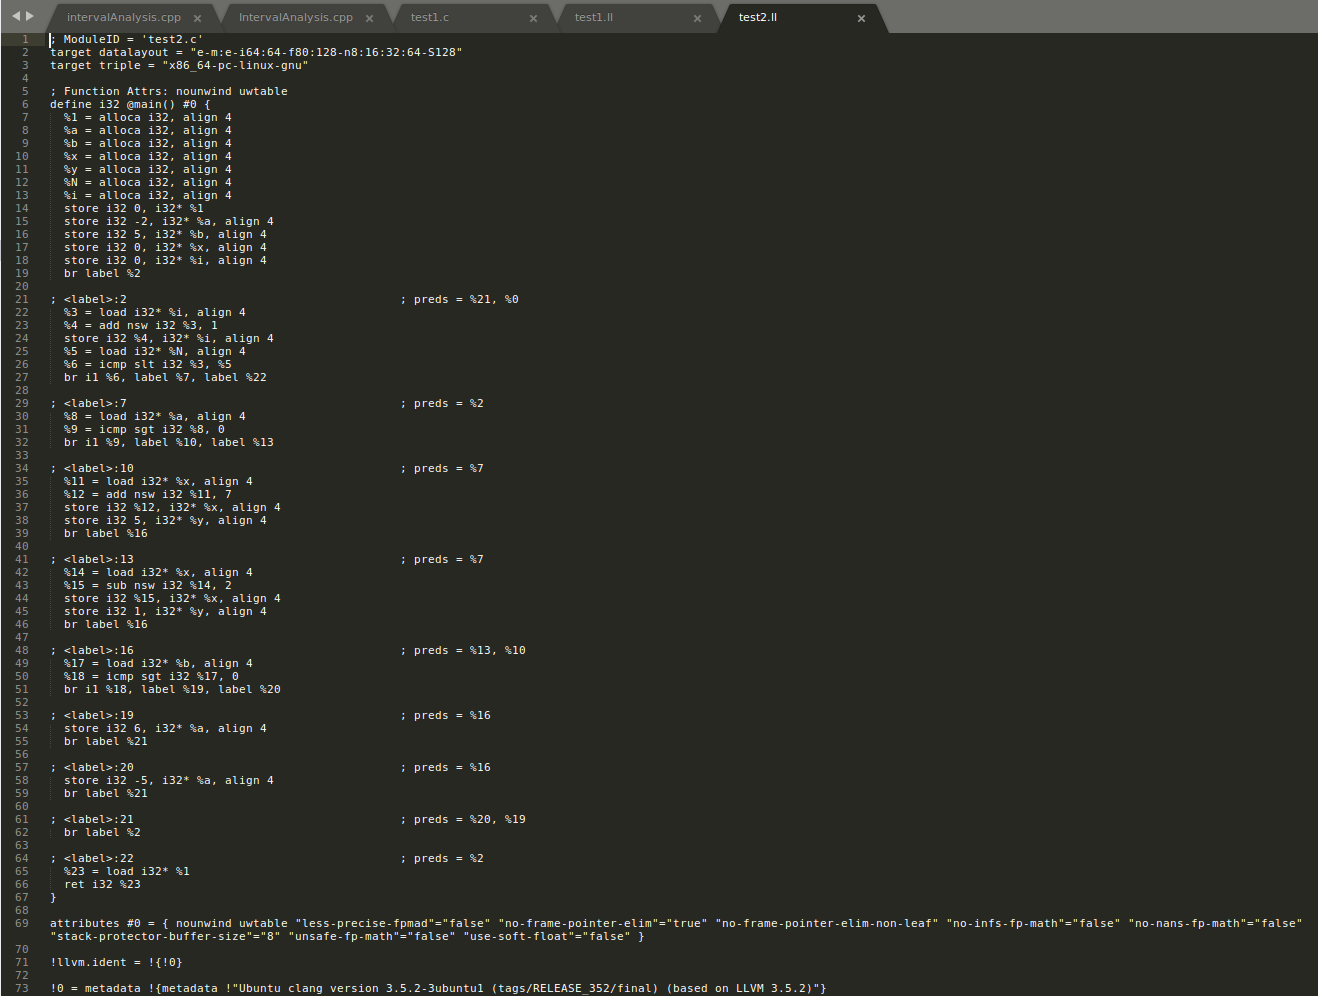 intervalAnalysis.cpp × IntervalAnalysis.cpp × test1.c × test1.ll × test2.ll ×
1 ; ModuleID = 'test2.c'
2 target datalayout = "e-m:e-i64:64-f80:128-n8:16:32:64-S128"
3 target triple = "x86_64-pc-linux-gnu"
4
5 ; Function Attrs: nounwind uwtable
6 define i32 @main() #0 {
7 %1 = alloca i32, align 4
8 %a = alloca i32, align 4
9 %b = alloca i32, align 4
10 %x = alloca i32, align 4
11 %y = alloca i32, align 4
12 %N = alloca i32, align 4
13 %i = alloca i32, align 4
14 store i32 0, i32* %1
15 store i32 -2, i32* %a, align 4
16 store i32 5, i32* %b, align 4
17 store i32 0, i32* %x, align 4
18 store i32 0, i32* %i, align 4
19 br label %2
20
21 ; <label>:2 ; preds = %21, %0
22 %3 = load i32* %i, align 4
23 %4 = add nsw i32 %3, 1
24 store i32 %4, i32* %i, align 4
25 %5 = load i32* %N, align 4
26 %6 = icmp slt i32 %3, %5
27 br i1 %6, label %7, label %22
28
29 ; <label>:7 ; preds = %2
30 %8 = load i32* %a, align 4
31 %9 = icmp sgt i32 %8, 0
32 br i1 %9, label %10, label %13
33
34 ; <label>:10 ; preds = %7
35 %11 = load i32* %x, align 4
36 %12 = add nsw i32 %11, 7
37 store i32 %12, i32* %x, align 4
38 store i32 5, i32* %y, align 4
39 br label %16
40
41 ; <label>:13 ; preds = %7
42 %14 = load i32* %x, align 4
43 %15 = sub nsw i32 %14, 2
44 store i32 %15, i32* %x, align 4
45 store i32 1, i32* %y, align 4
46 br label %16
47
48 ; <label>:16 ; preds = %13, %10
49 %17 = load i32* %b, align 4
50 %18 = icmp sgt i32 %17, 0
51 br i1 %18, label %19, label %20
52
53 ; <label>:19 ; preds = %16
54 store i32 6, i32* %a, align 4
55 br label %21
56
57 ; <label>:20 ; preds = %16
58 store i32 -5, i32* %a, align 4
59 br label %21
60
61 ; <label>:21 ; preds = %20, %19
62 br label %2
63
64 ; <label>:22 ; preds = %2
65 %23 = load i32* %1
66 ret i32 %23
67 }
68
69 attributes #0 = { nounwind uwtable "less-precise-fpmad"="false" "no-frame-pointer-elim"="true" "no-frame-pointer-elim-non-leaf" "no-infs-fp-math"="false" "no-nans-fp-math"="false"
"stack-protector-buffer-size"="8" "unsafe-fp-math"="false" "use-soft-float"="false" }
70
71 !llvm.ident = !{!0}
72
73 !0 = metadata !{metadata !"Ubuntu clang version 3.5.2-3ubuntu1 (tags/RELEASE_352/final) (based on LLVM 3.5.2)"}